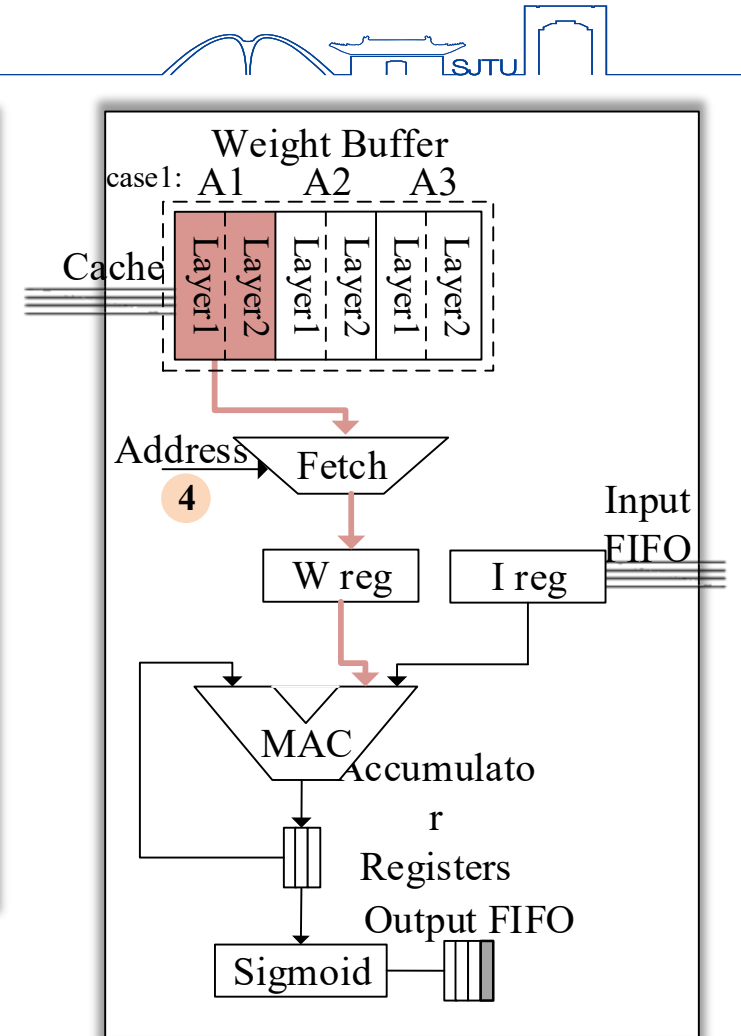 SJTU
Weight Buffer
case1: A1 A2 A3
Cache
Layer1 Layer2 Layer1 Layer2 Layer1 Layer2
Address
Fetch
4
Input
FIFO
W reg
I reg
MAC
Accumulato
r
Registers
Output FIFO
Sigmoid